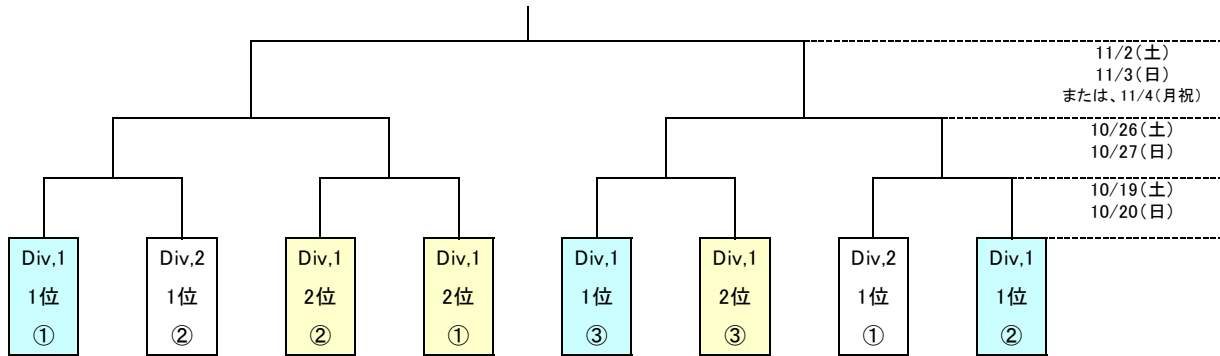 11/2(土)
11/3(日)
または、11/4(月祝)
10/26(土)
10/27(日)
10/19(土)
10/20(日)
Div,1
1位
①
Div,2
1位
②
Div,1
2位
②
Div,1
2位
①
Div,1
1位
③
Div,1
2位
③
Div,2
1位
①
Div,1
1位
②